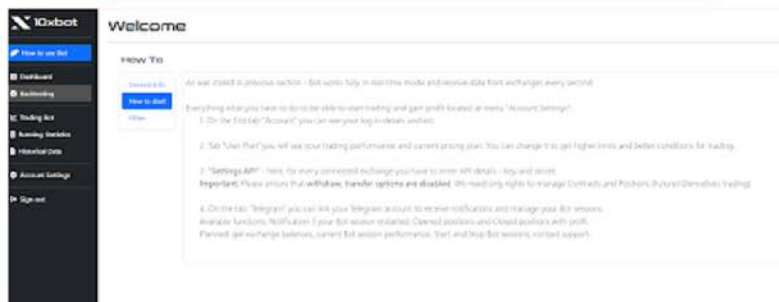 10xbot
Welcome
How to use Bot
Dashboard
Backtesting
Trading Bot
Running Statistics
Historical Data
Account Settings
Sign out
How To
How to start
Other
As was stated in previous section - Bot works fully in real time mode and receive data from exchanges every second.
Everything what you have to do to be able to start trading and gain profit located at menu "Account Settings":
1. On the first tab "Account" you can see your log in details
2. Tab "User Plan" you will see your trading performance and current pricing plan. You can change it to get higher limits and better conditions for trading.
3. "Settings API" - here, for every connected exchange you have to enter API details - key and secret.
Important: Please ensure that withdraw, transfer options are disabled. We need only rights to manage Contracts and Positions (Futures\Derivatives trading)
4. On the tab "Telegram" you can link your Telegram account to receive notifications and manage your Bot sessions.
Available functions: Notification if your Bot session restarted, Opened positions and Closed positions with profit.
Planned: get exchange balances, current Bot session performance, Start and Stop Bot sessions, contact support.